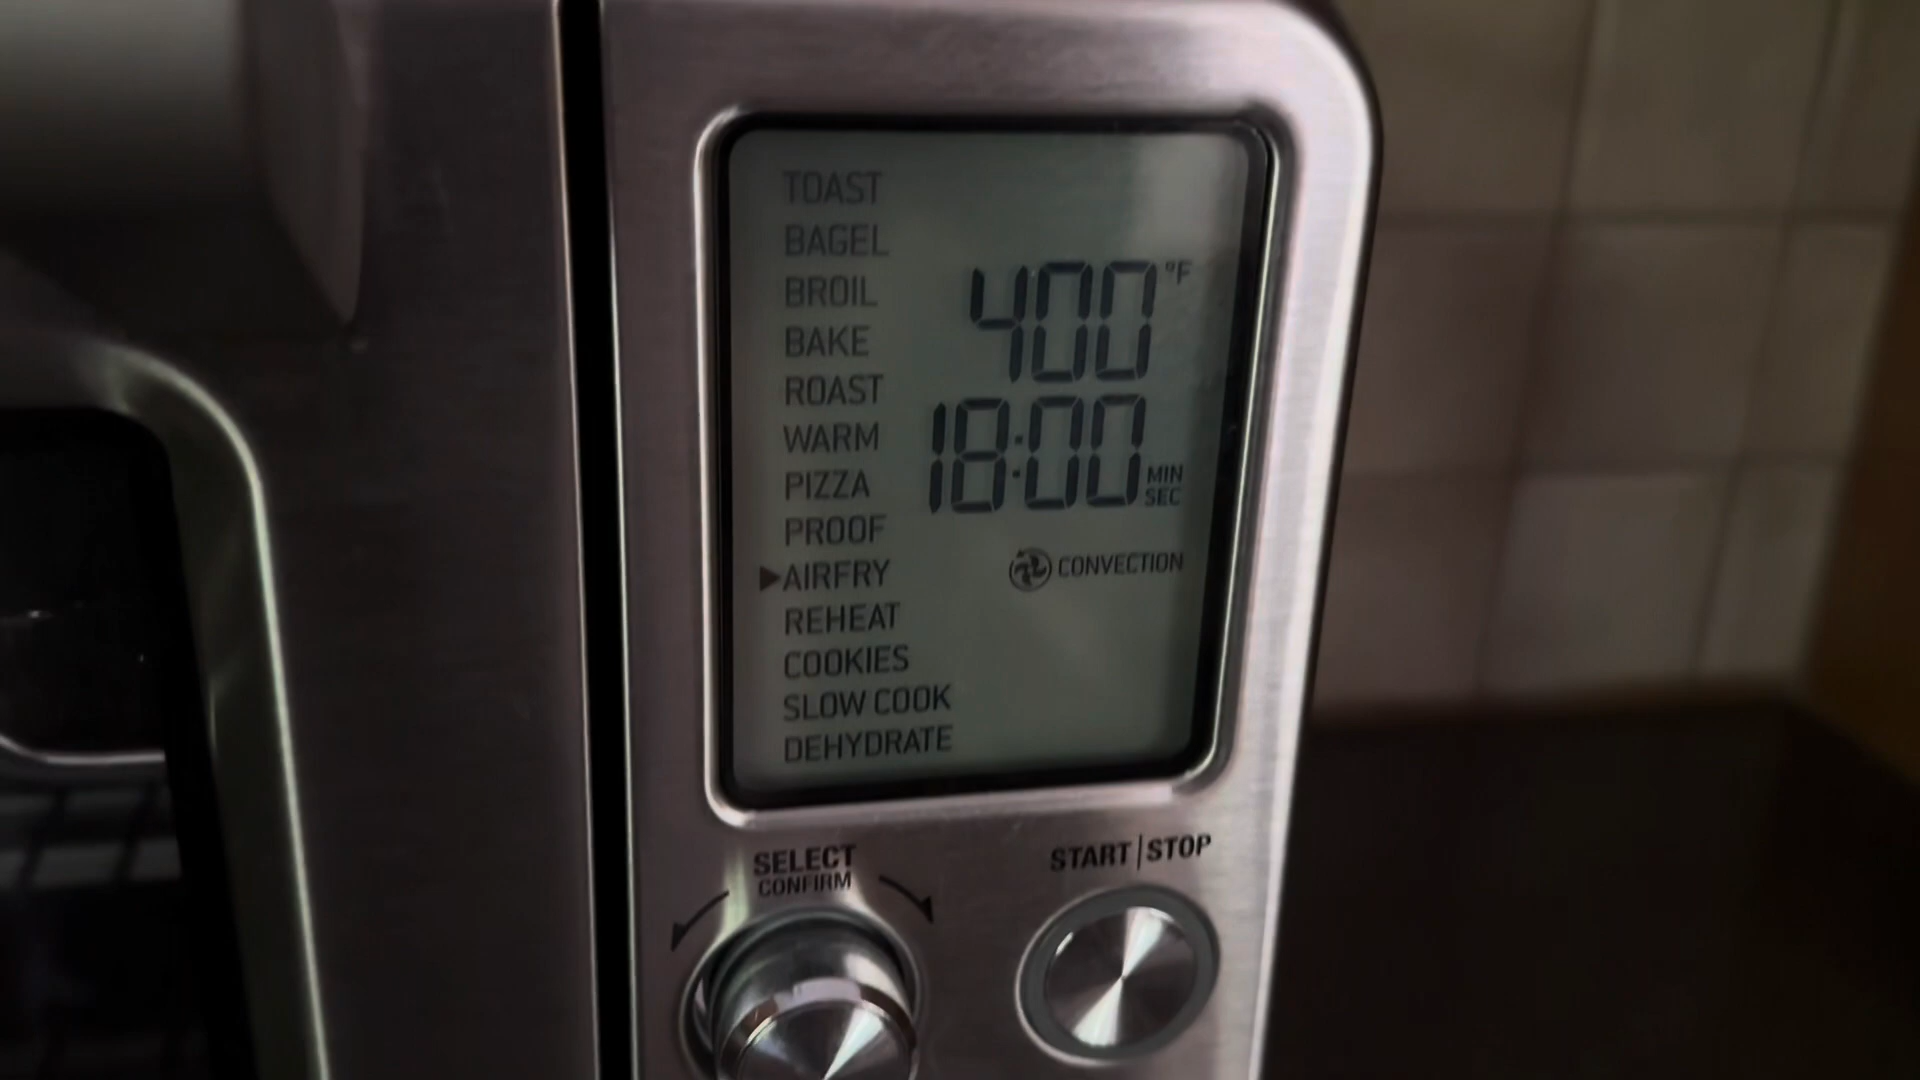 TOAST
BAGEL
BROIL
BAKE
ROAST
WARM
PIZZA
PROOF
▶AIRFRY
REHEAT
COOKIES
SLOW COOK
DEHYDRATE
400 °F
18:00 MIN
SEC
CONVECTION
SELECT
CONFIRM
START | STOP